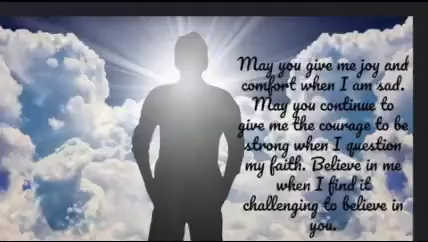 May you give me joy and
comfort when I am sad.
May you continue to
give me the courage to be
strong when I question
my faith. Believe in me
when I find it
challenging to believe in
you.